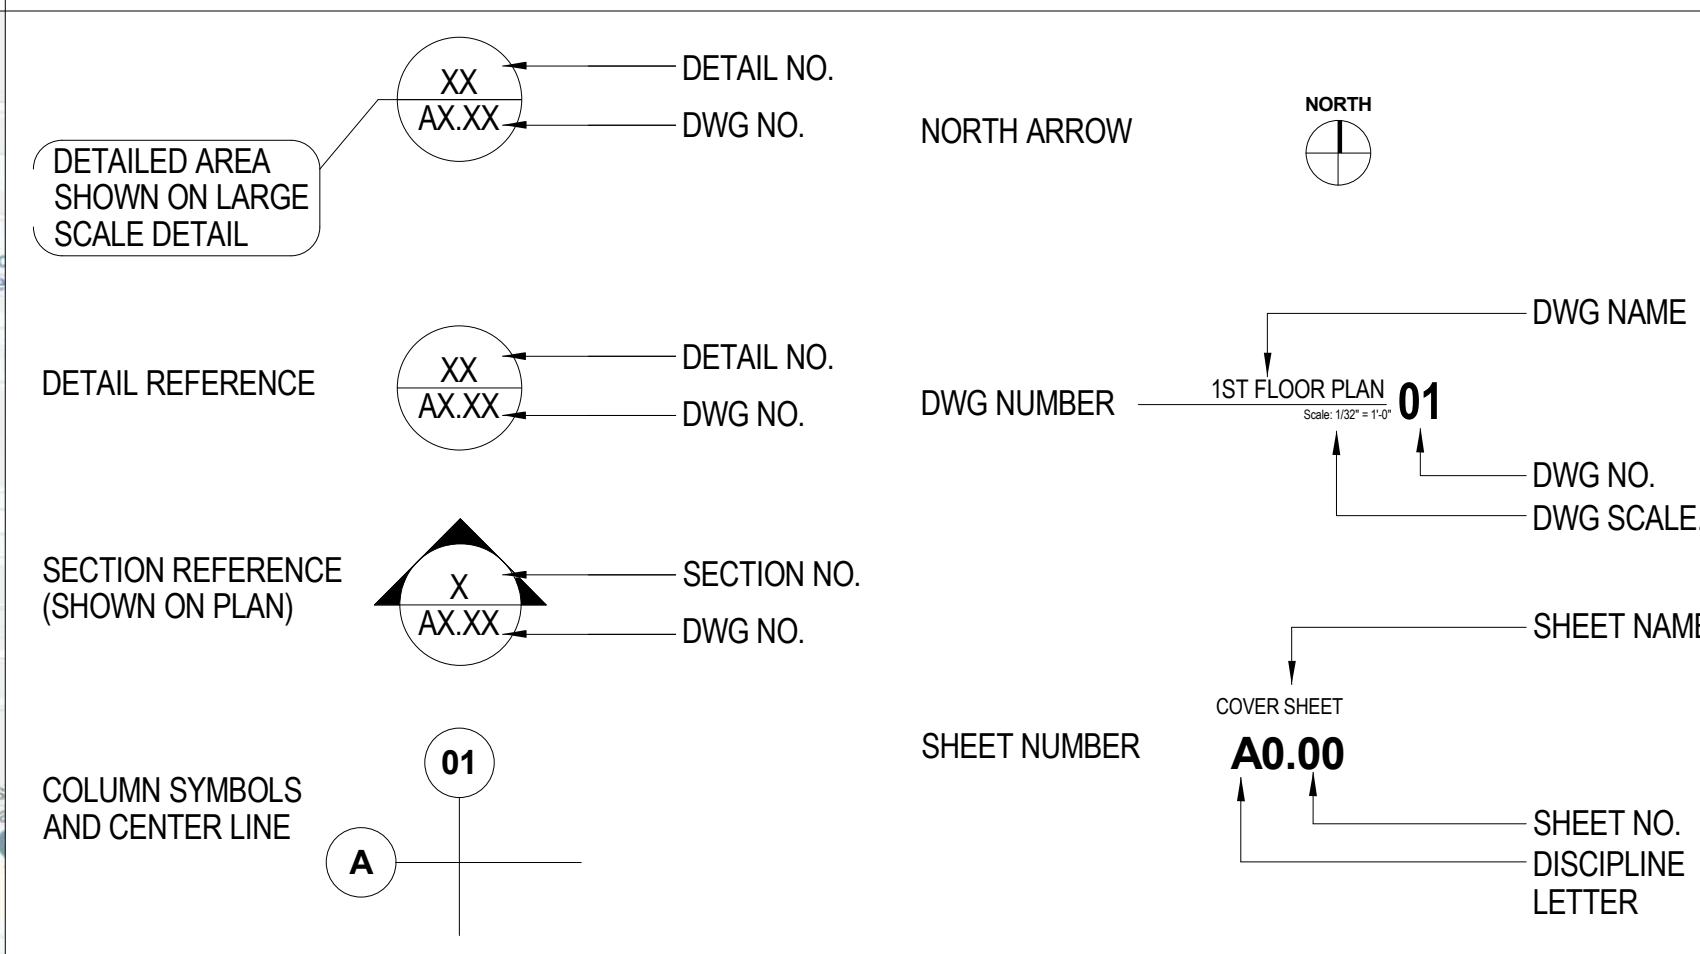 XX
AX.XX
DETAIL NO.
DWG NO.
DETAILED AREA
SHOWN ON LARGE
SCALE DETAIL
DETAIL REFERENCE
XX
AX.XX
DETAIL NO.
DWG NO.
SECTION REFERENCE
(SHOWN ON PLAN)
X
AX.XX
SECTION NO.
DWG NO.
COLUMN SYMBOLS
AND CENTER LINE
01
A
NORTH ARROW
NORTH
DWG NUMBER
DWG NAME
1ST FLOOR PLAN
Scale: 1/32" = 1'-0"
01
DWG NO.
DWG SCALE.
SHEET NUMBER
SHEET NAME
COVER SHEET
A0.00
SHEET NO.
DISCIPLINE
LETTER